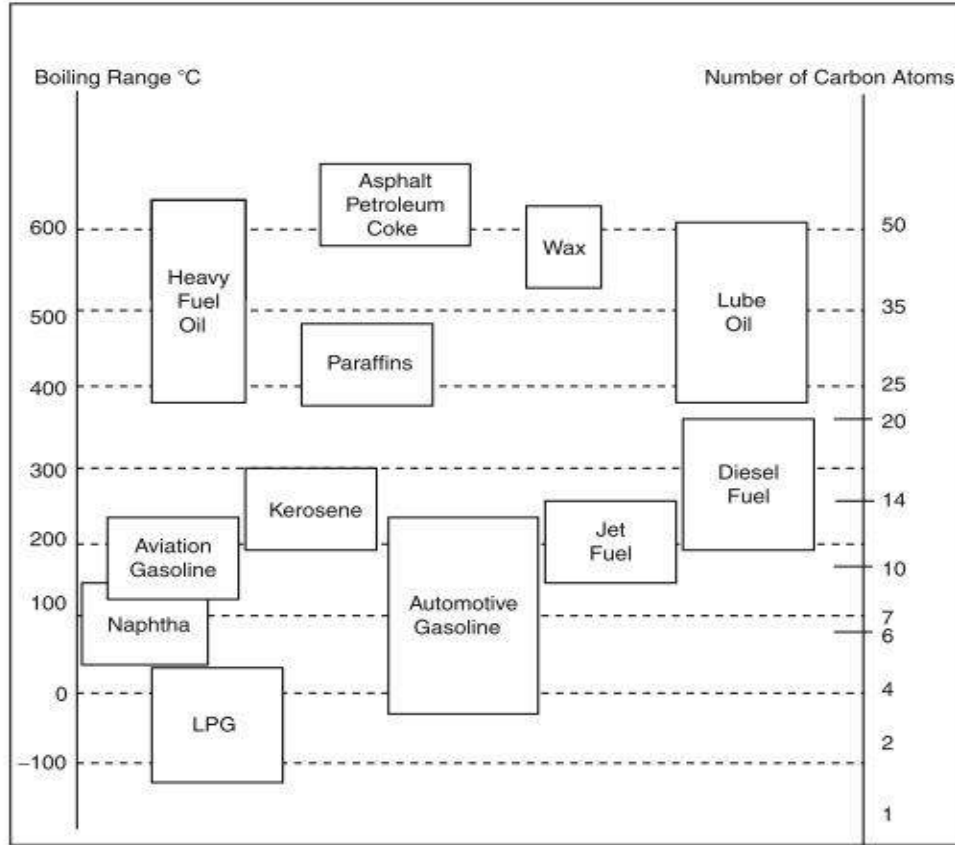 Boiling Range °C
Number of Carbon Atoms
Asphalt
Petroleum
Coke
Wax
600
50
Heavy
Fuel
Oil
Lube
Oil
500
35
Paraffins
400
25
20
300
Diesel
Fuel
Kerosene
14
Jet
Fuel
200
Aviation
Gasoline
10
100
Automotive
Gasoline
Naphtha
7
6
0
4
LPG
2
–100
1